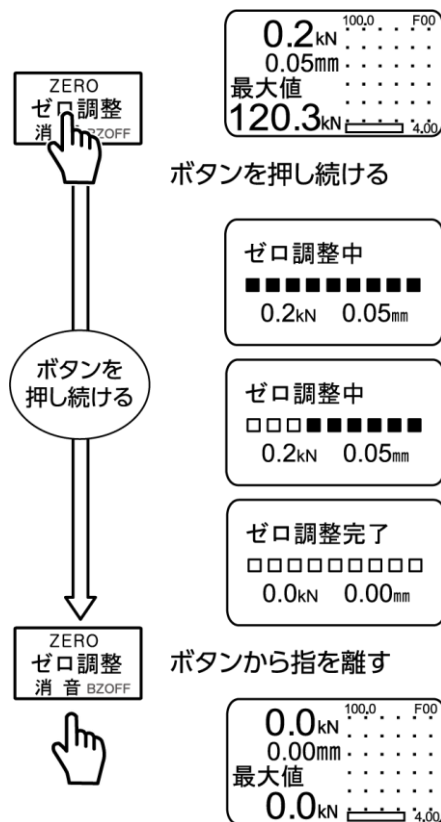 ZERO
ゼロ調整
消 BZOFF
0.2kN
0.05mm
最大値
120.3kN
100.0 F00
4.00
ボタンを押し続ける
ゼロ調整中
■■■■■■■■■
0.2kN 0.05mm
ボタンを
押し続ける
ゼロ調整中
□□□■■■■■■
0.2kN 0.05mm
ゼロ調整完了
□□□□□□□□□
0.0kN 0.00mm
ZERO
ゼロ調整
消 音 BZOFF
ボタンから指を離す
0.0kN
0.00mm
最大値
0.0kN
100.0 F00
4.00